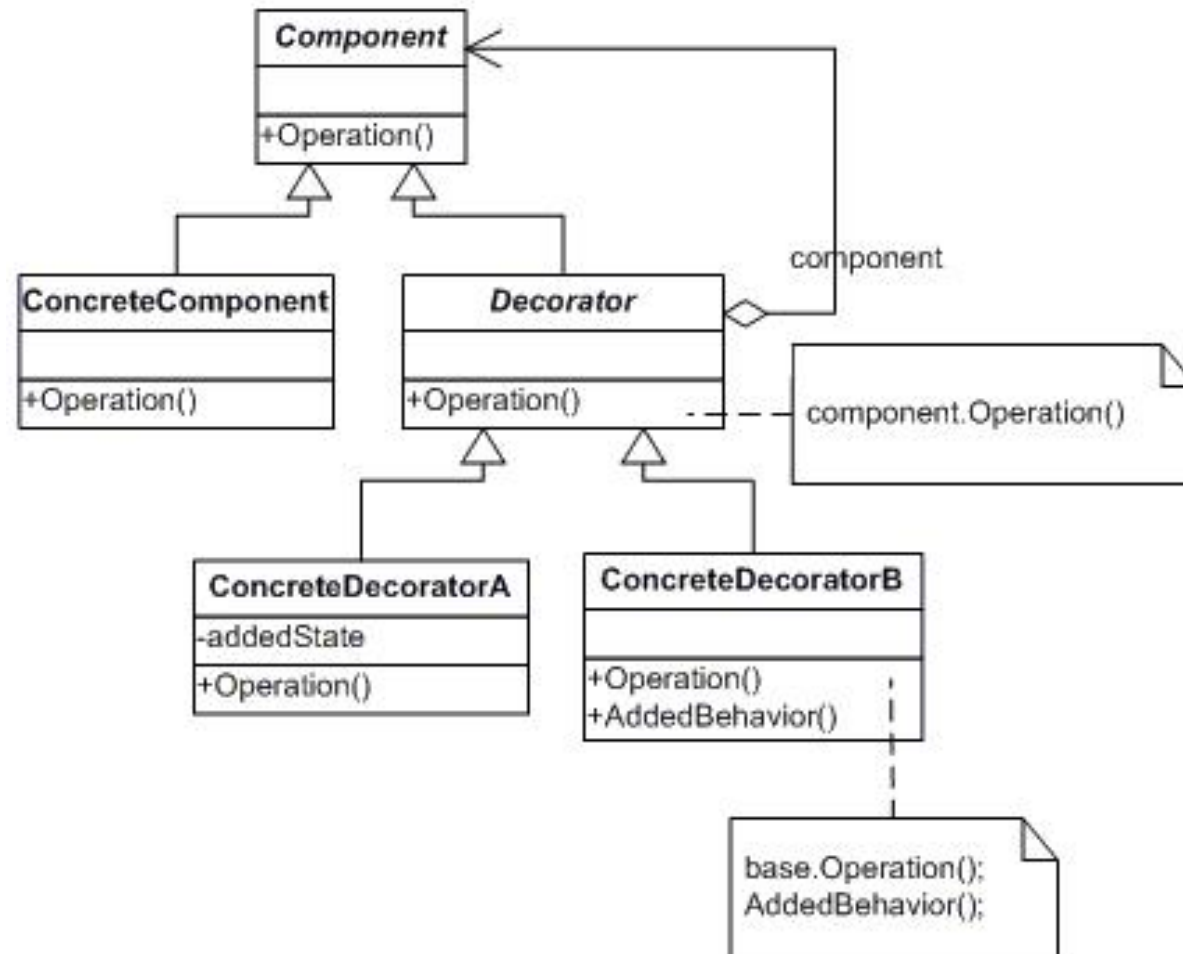 Component
+Operation()
component
ConcreteComponent
+Operation()
Decorator
+Operation()
component.Operation()
ConcreteDecoratorA
-addedState
+Operation()
ConcreteDecoratorB
+Operation()
+AddedBehavior()
base.Operation();
AddedBehavior();